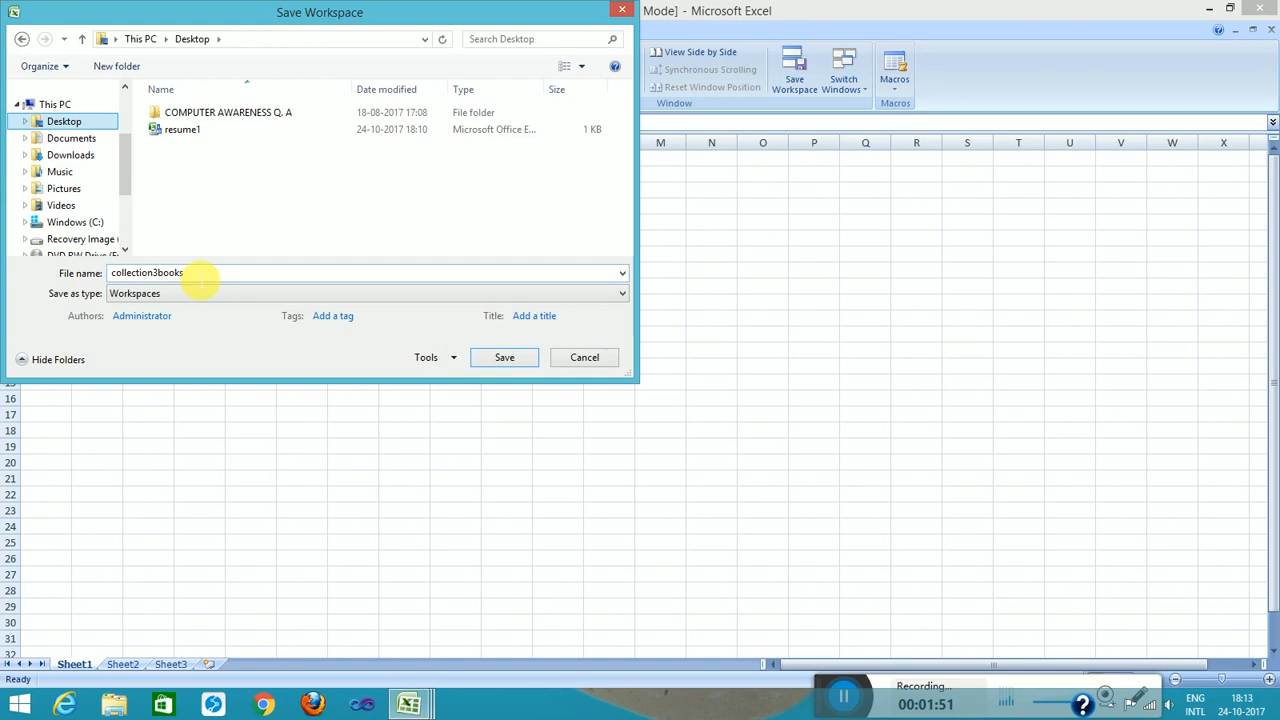 Save Workspace
Mode] - Microsoft Excel
This PC
Desktop
Search Desktop
Organize
New folder
Name
Date modified
Type
Size
This PC
Desktop
Documents
Downloads
Music
Pictures
Videos
Windows (C:)
Recovery Image (
COMPUTER AWARENESS Q. A
18-08-2017 17:08
File folder
resume1
24-10-2017 18:10
Microsoft Office E...
1 KB
File name:
collection3books
Save as type:
Workspaces
Authors:
Administrator
Tags:
Add a tag
Title:
Add a title
Hide Folders
Tools
Save
Cancel
View Side by Side
Synchronous Scrolling
Reset Window Position
Save Workspace
Switch Windows
Macros
Window
Macros
M N O P Q R S T U V W X
16
17
18
19
20
21
22
23
24
25
26
27
28
29
30
31
32
Sheet1
Sheet2
Sheet3
Ready
Recording...
00:01:51
ENG
INTL
18:13
24-10-2017